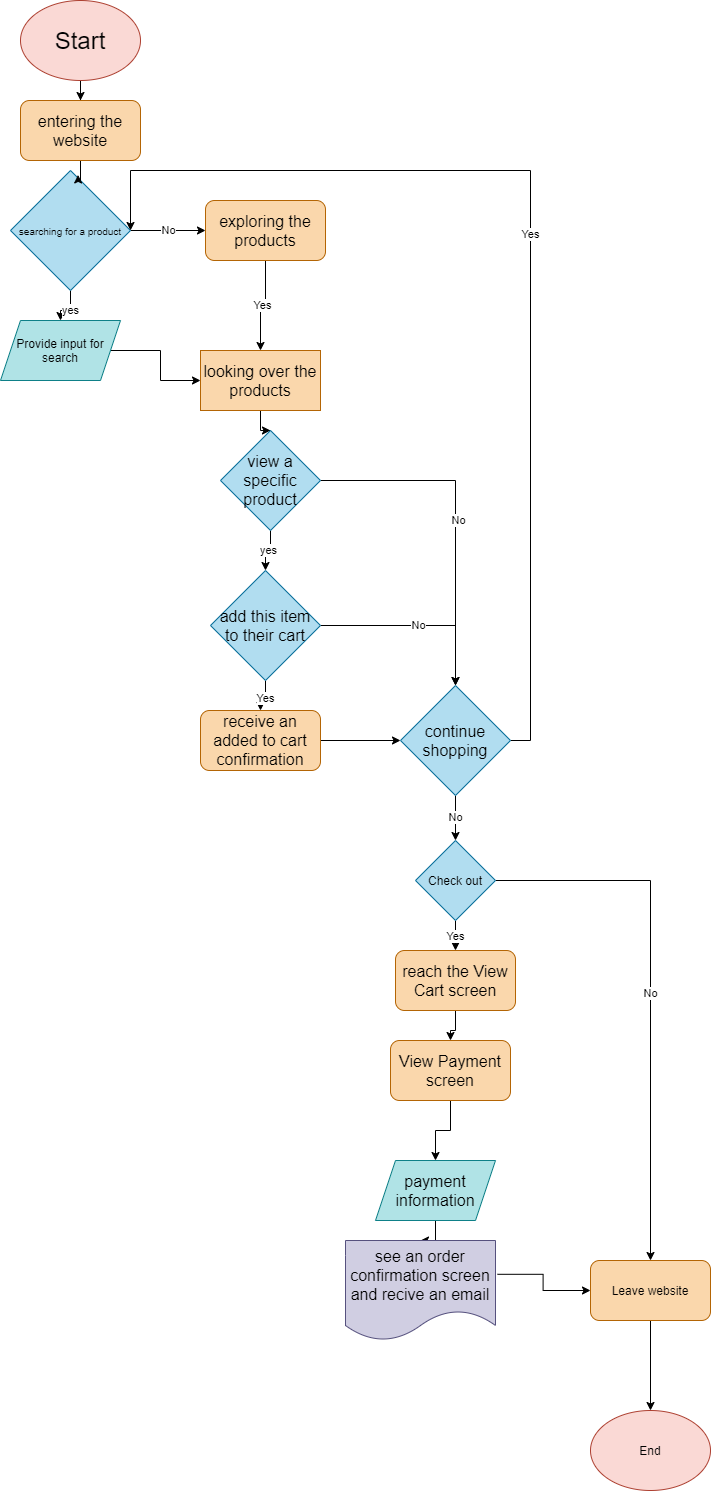 Start
entering the
website
searching for a product
No
exploring the
products
Yes
yes
Yes
Provide input for
search
looking over the
products
view a
specific
product
No
yes
add this item
to their cart
No
Yes
receive an
added to cart
confirmation
continue
shopping
No
Check out
Yes
reach the View
Cart screen
No
View Payment
screen
payment
information
see an order
confirmation screen
and recive an email
Leave website
End